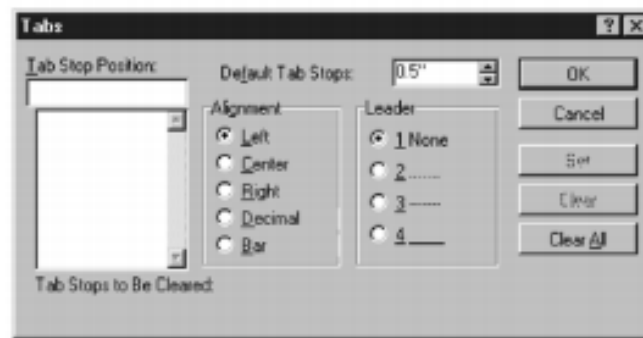 Tabs
Tab Stop Position:
Default Tab Stops: 0.5"
Alignment
Left
Center
Right
Decimal
Bar
Leader
1 None
2 .......
3 -------
4 ____
OK
Cancel
Set
Clear
Clear All
Tab Stops to Be Cleared: